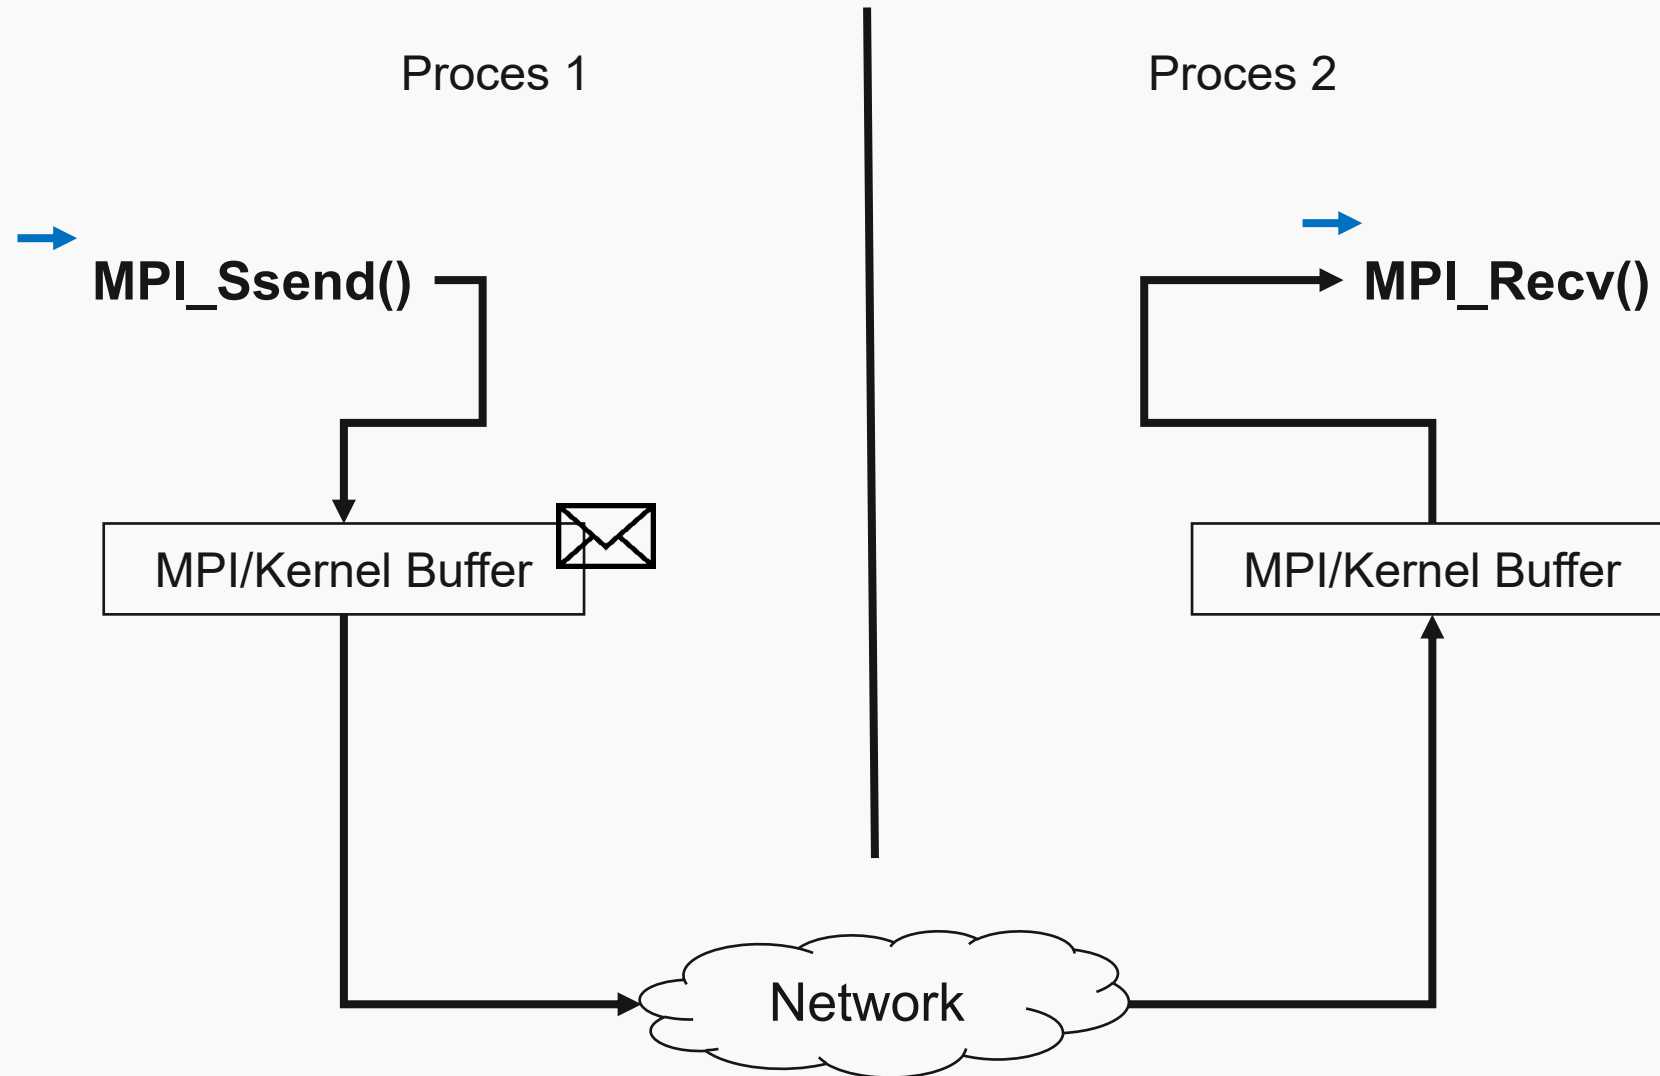 Proces 1
Proces 2
MPI_Ssend()
MPI_Recv()
MPI/Kernel Buffer
MPI/Kernel Buffer
Network